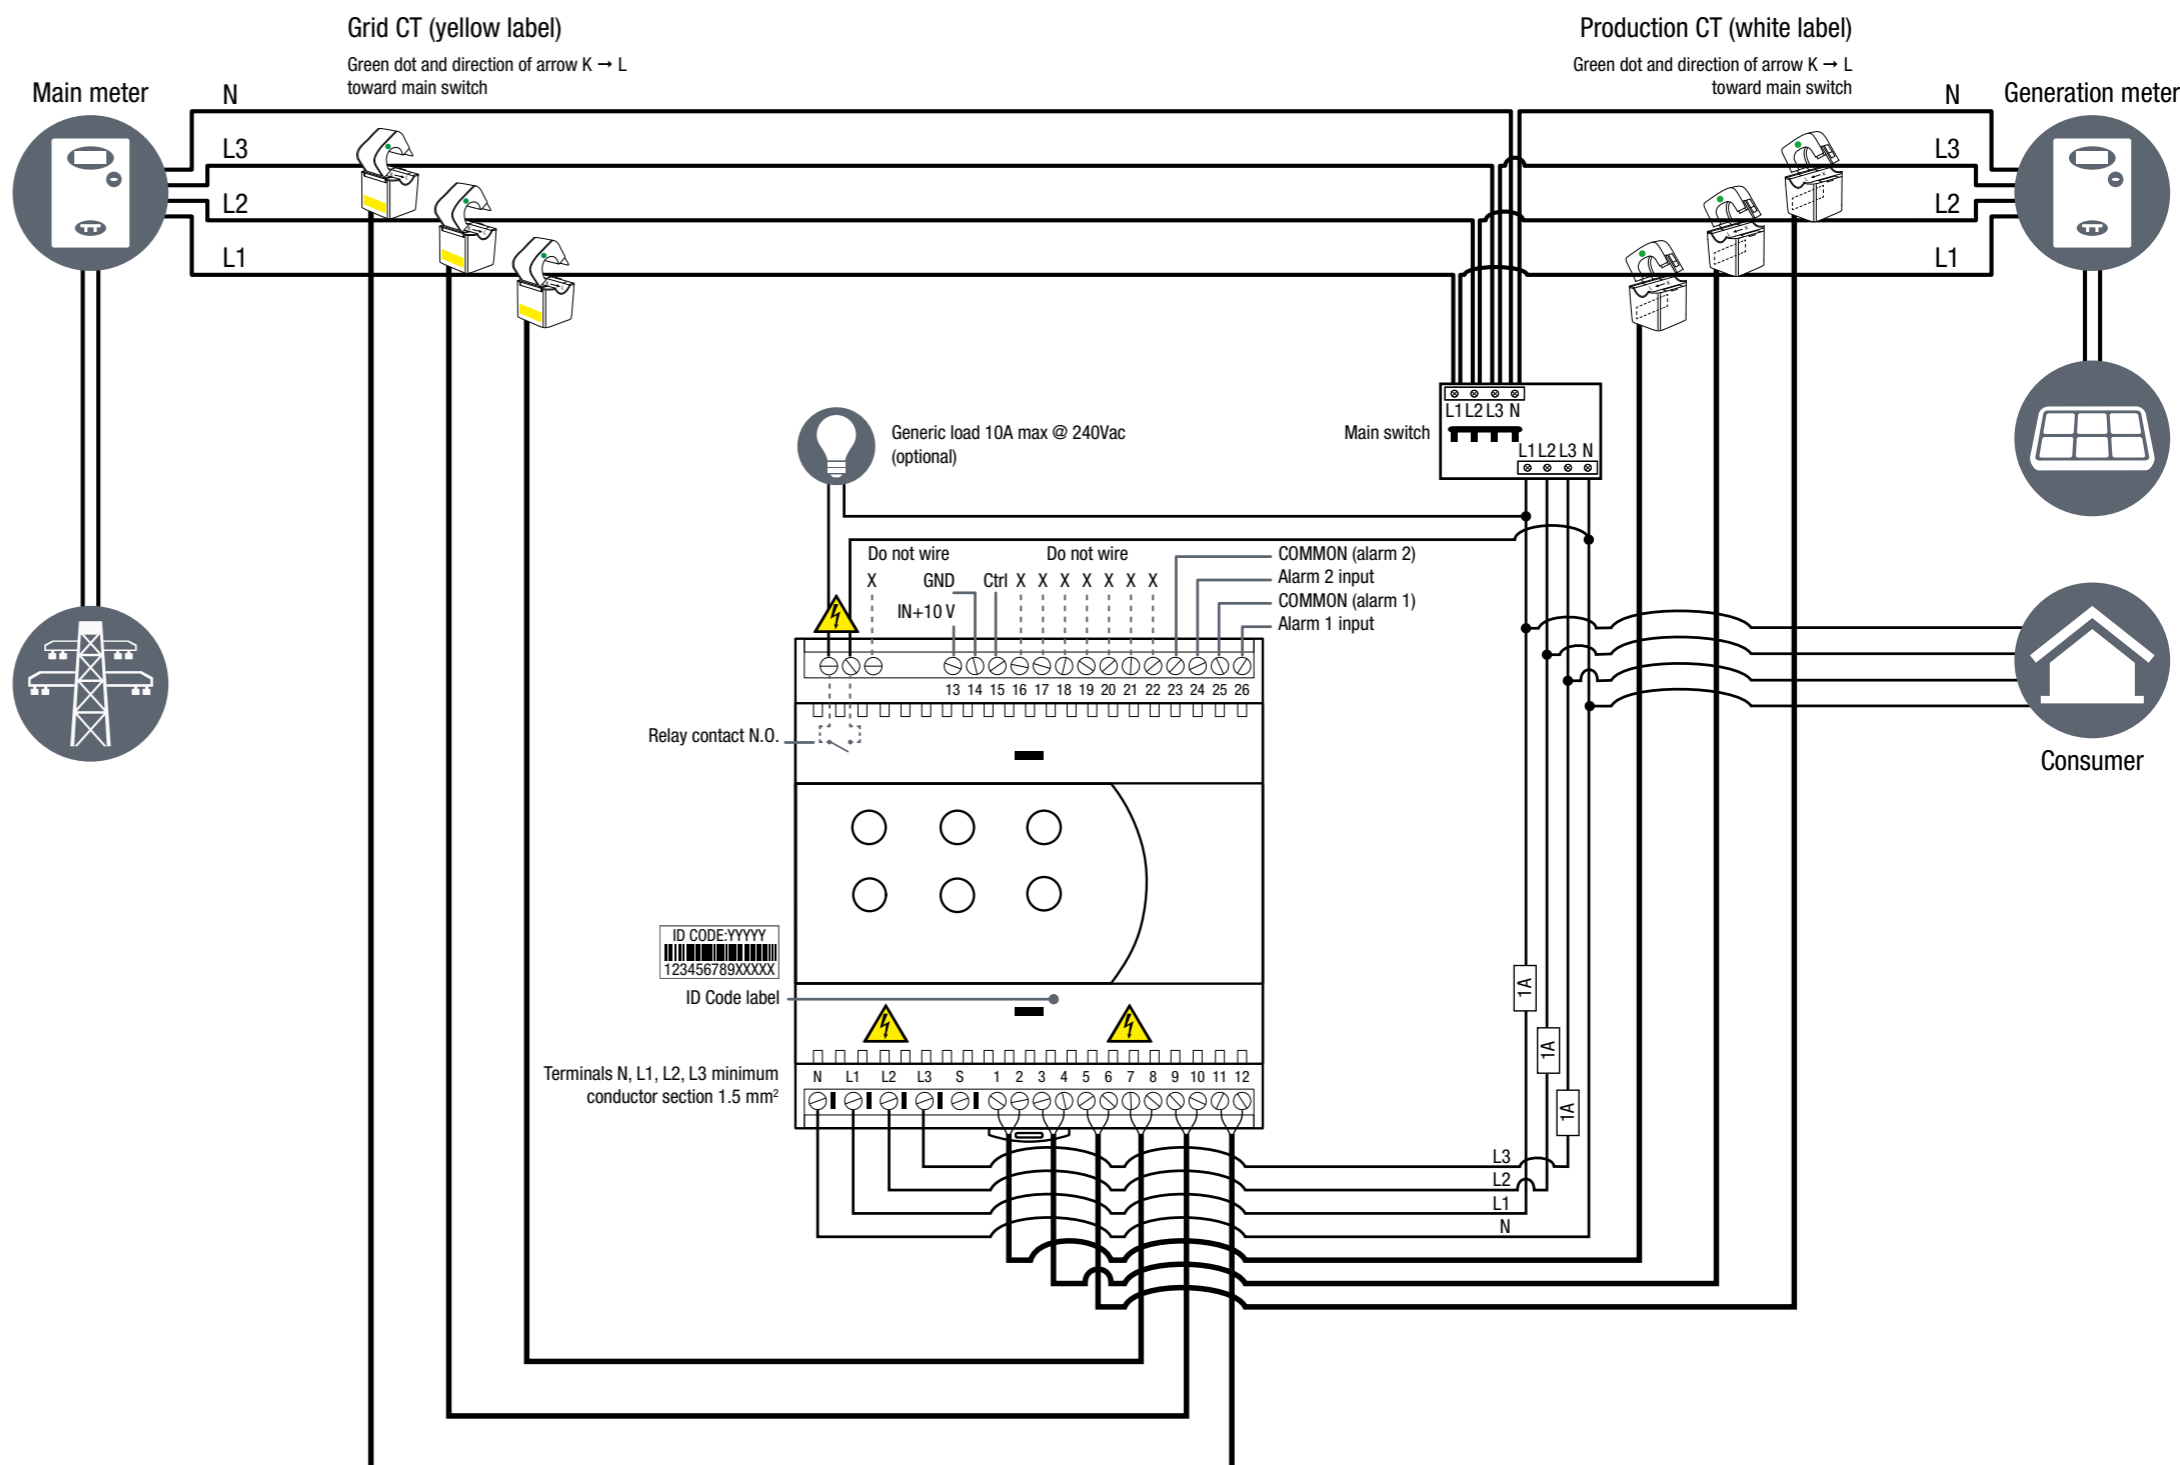 Grid CT (yellow label)
Green dot and direction of arrow K → L
toward main switch
Production CT (white label)
Green dot and direction of arrow K → L
toward main switch
Main meter
Generation meter
N
L3
L2
L1
N
L3
L2
L1
Generic load 10A max @ 240Vac
(optional)
Main switch
L1 L2 L3 N
L1 L2 L3 N
Do not wire
Do not wire
COMMON (alarm 2)
X
GND
Ctrl
X X X X X X X
Alarm 2 input
IN+10 V
COMMON (alarm 1)
Alarm 1 input
13 14 15 16 17 18 19 20 21 22 23 24 25 26
Relay contact N.O.
Consumer
ID CODE:YYYYY
123456789XXXXX
ID Code label
1A
1A
1A
Terminals N, L1, L2, L3 minimum
conductor section 1.5 mm²
N L1 L2 L3 S 1 2 3 4 5 6 7 8 9 10 11 12
L3
L2
L1
N